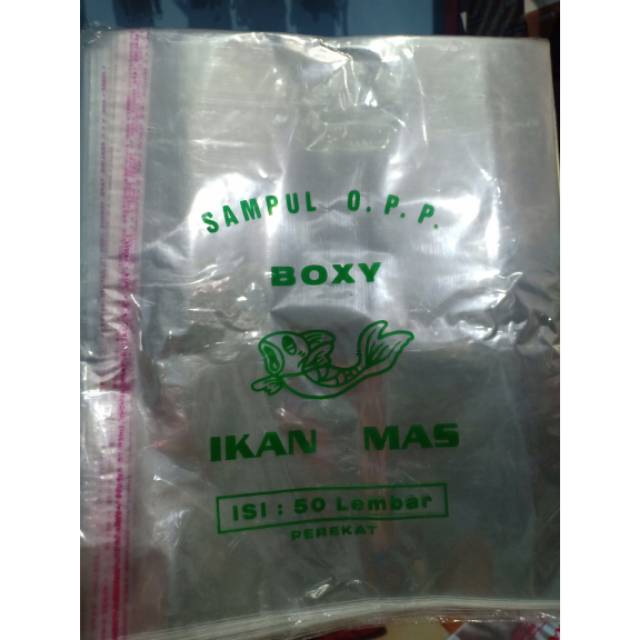 SAMPUL O.P.P.
BOXY
IKAN MAS
ISI : 50 Lembar
PEREKAT